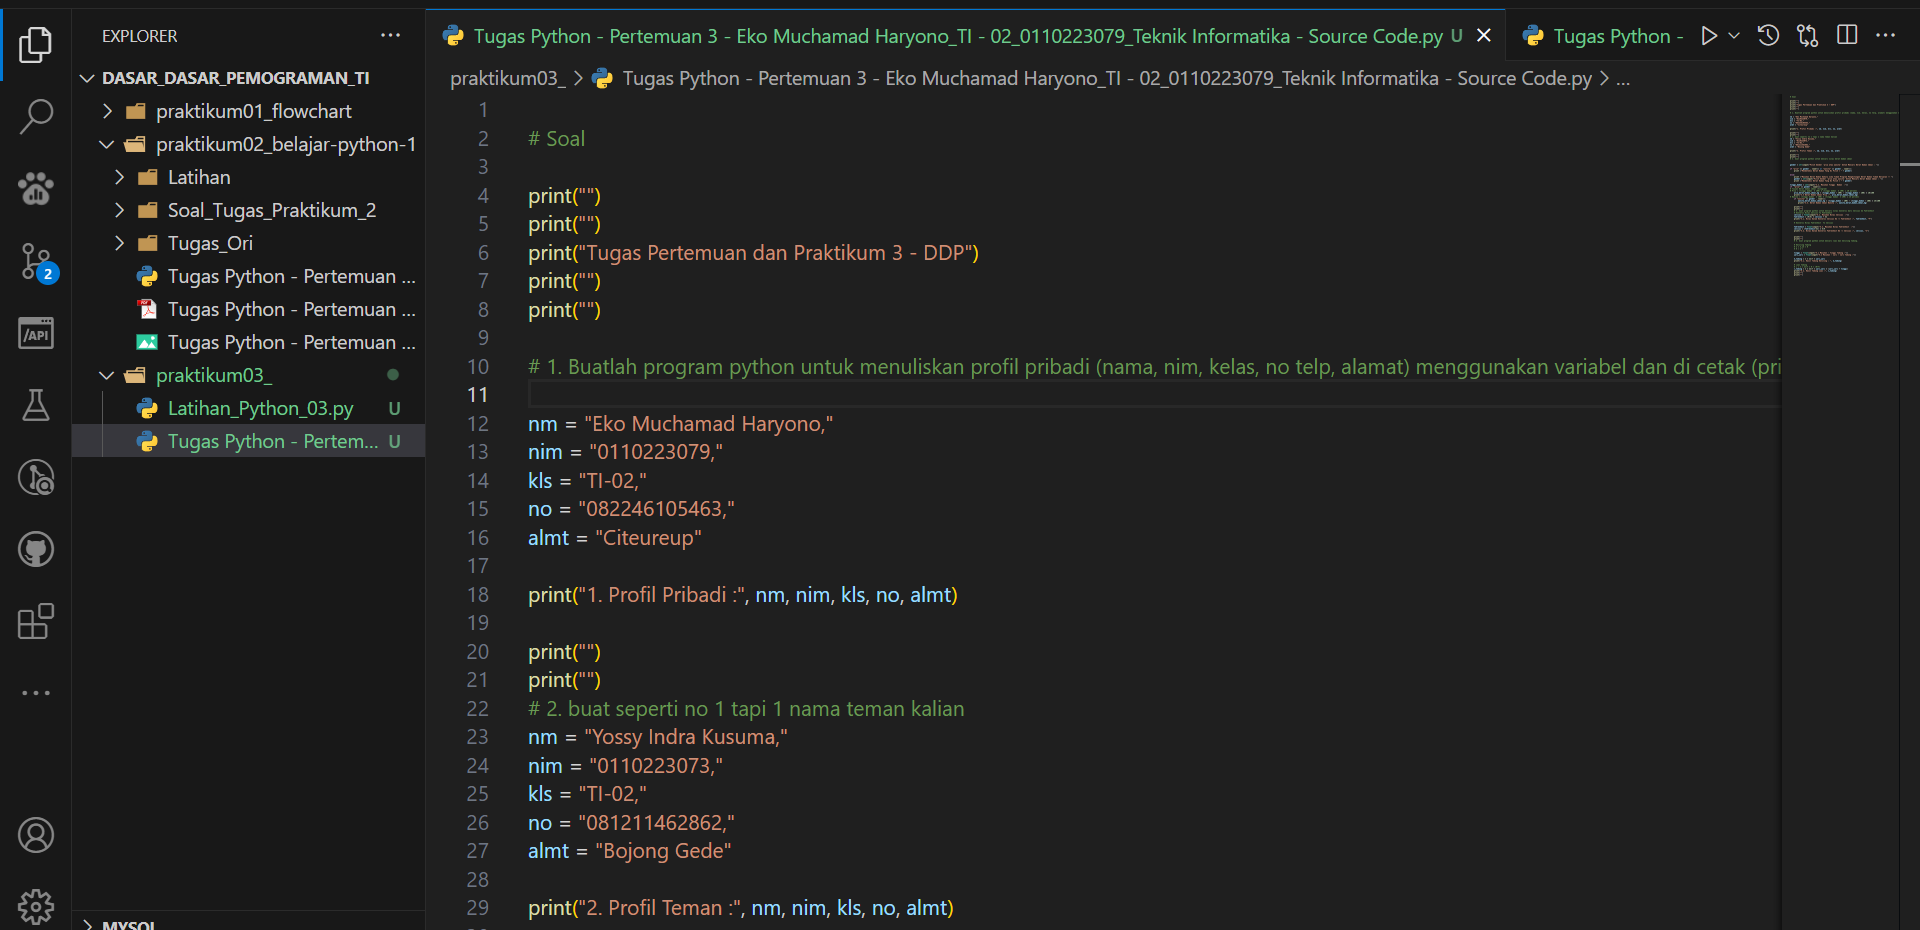 EXPLORER
DASAR_DASAR_PEMOGRAMAN_TI
praktikum01_flowchart
praktikum02_belajar-python-1
Latihan
Soal_Tugas_Praktikum_2
Tugas_Ori
Tugas Python - Pertemuan ...
Tugas Python - Pertemuan ...
Tugas Python - Pertemuan ...
praktikum03_
Latihan_Python_03.py U
Tugas Python - Pertem... U
MYSQL
2
/API
Tugas Python - Pertemuan 3 - Eko Muchamad Haryono_TI - 02_0110223079_Teknik Informatika - Source Code.py U
Tugas Python -
praktikum03_ > Tugas Python - Pertemuan 3 - Eko Muchamad Haryono_TI - 02_0110223079_Teknik Informatika - Source Code.py > ...
1
2 # Soal
3
4 print("")
5 print("")
6 print("Tugas Pertemuan dan Praktikum 3 - DDP")
7 print("")
8 print("")
9
10 # 1. Buatlah program python untuk menuliskan profil pribadi (nama, nim, kelas, no telp, alamat) menggunakan variabel dan di cetak (pri
11
12 nm = "Eko Muchamad Haryono,"
13 nim = "0110223079,"
14 kls = "TI-02,"
15 no = "082246105463,"
16 almt = "Citeureup"
17
18 print("1. Profil Pribadi :", nm, nim, kls, no, almt)
19
20 print("")
21 print("")
22 # 2. buat seperti no 1 tapi 1 nama teman kalian
23 nm = "Yossy Indra Kusuma,"
24 nim = "0110223073,"
25 kls = "TI-02,"
26 no = "081211462862,"
27 almt = "Bojong Gede"
28
29 print("2. Profil Teman :", nm, nim, kls, no, almt)